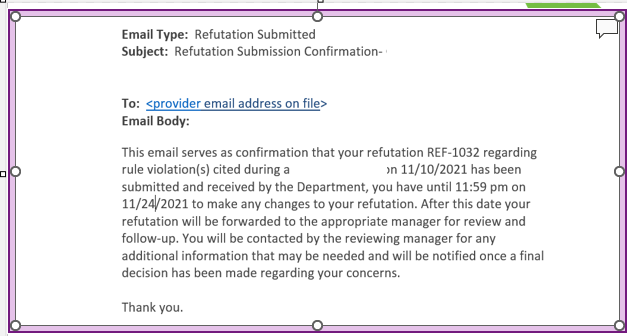 Email Type: Refutation Submitted
Subject: Refutation Submission Confirmation-
To: <provider email address on file>
Email Body:
This email serves as confirmation that your refutation REF-1032 regarding
rule violation(s) cited during a on 11/10/2021 has been
submitted and received by the Department, you have until 11:59 pm on
11/24/2021 to make any changes to your refutation. After this date your
refutation will be forwarded to the appropriate manager for review and
follow-up. You will be contacted by the reviewing manager for any
additional information that may be needed and will be notified once a final
decision has been made regarding your concerns.
Thank you.